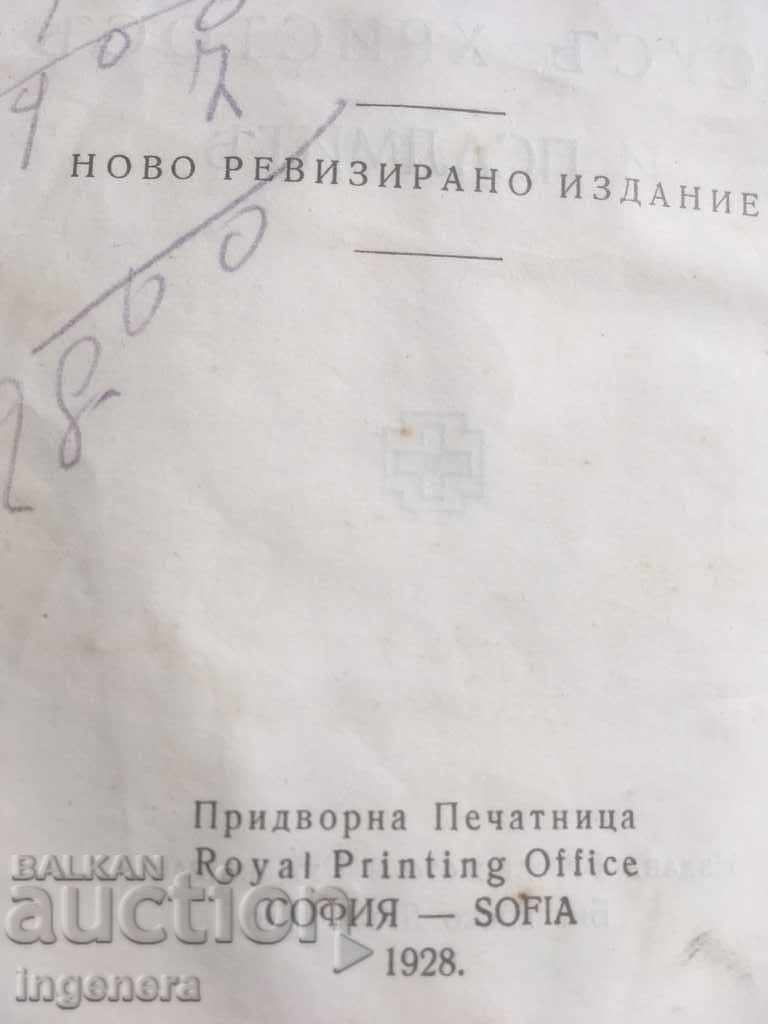 НОВО РЕВИЗИРАНО ИЗДАНИЕ
Придворна Печатница
Royal Printing Office
СОФИЯ — SOFIA
1928.
BALKAN
auction
ingenera